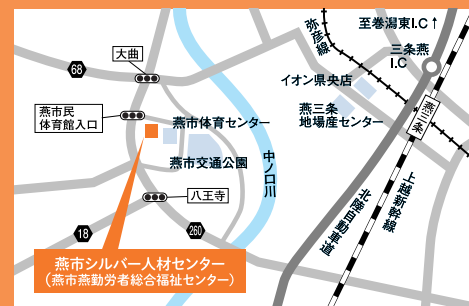 至巻潟東I.C↑
弥彦線
三条燕
I.C
大曲
68
イオン県央店
燕市民
体育館入口
燕市体育センター
燕三条
地場産センター
燕三条
燕市交通公園
中ノ口川
八王寺
上越新幹線
北陸自動車道
18
260
燕市シルバー人材センター
（燕市燕勤労者総合福祉センター）